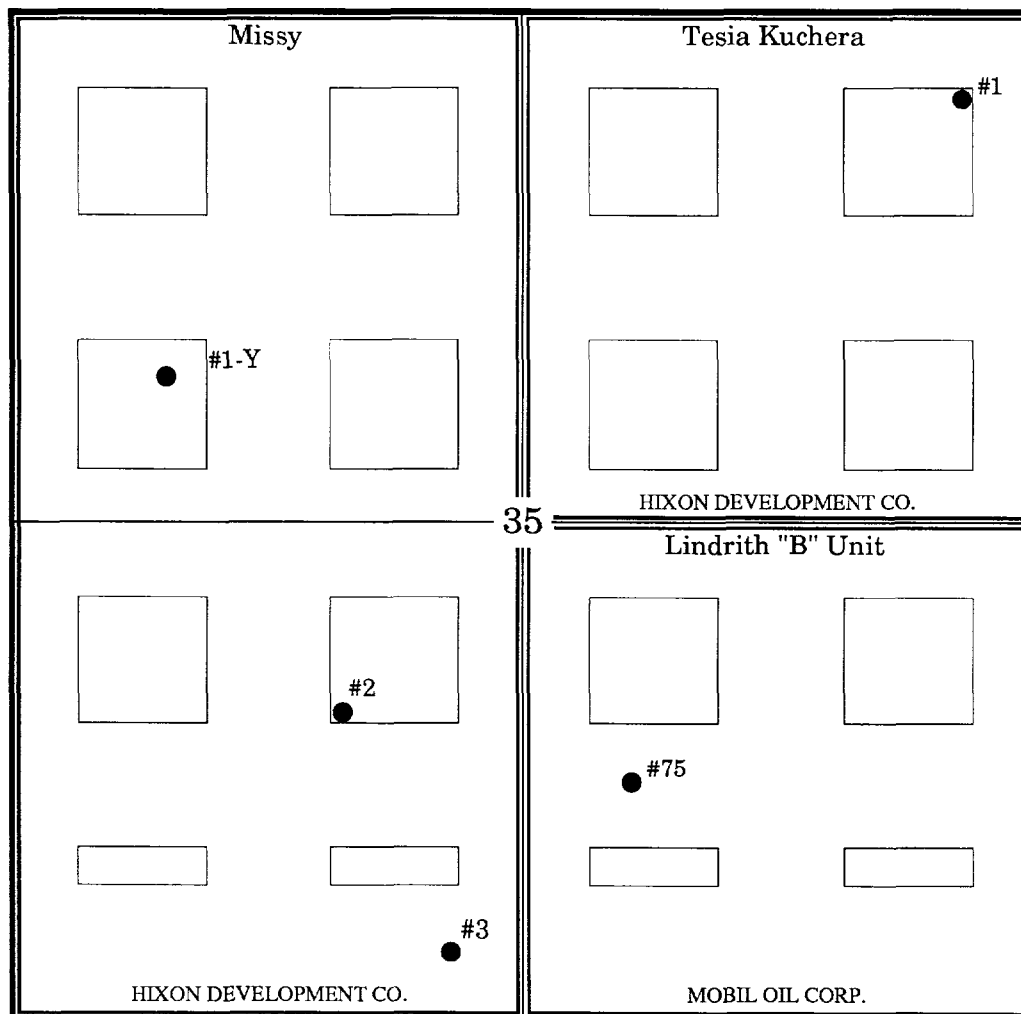 Missy
#1-Y
Tesia Kuchera
#1
HIXON DEVELOPMENT CO.
35
#2
#3
HIXON DEVELOPMENT CO.
Lindrith "B" Unit
#75
MOBIL OIL CORP.